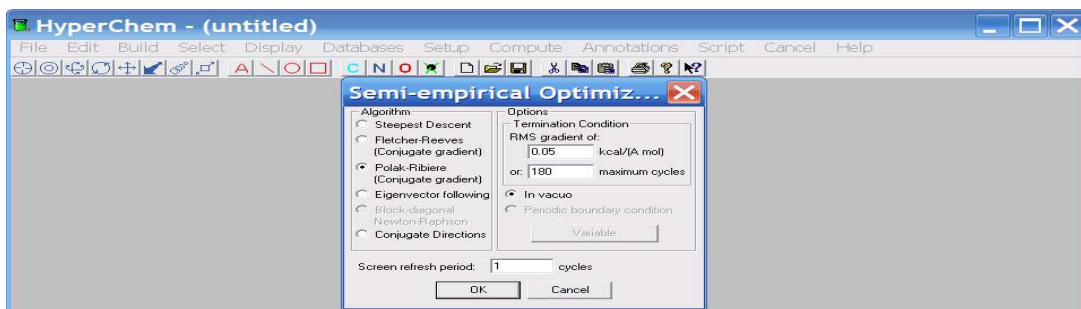 HyperChem - (untitled)
File Edit Build Select Display Databases Setup Compute Annotations Script Cancel Help
A C N O
Semi-empirical Optimiz...
Algorithm
Steepest Descent
Fletcher-Reeves
(Conjugate gradient)
Polak-Ribiere
(Conjugate gradient)
Eigenvector following
Block-diagonal
Newton-Raphson
Conjugate Directions
Options
Termination Condition
RMS gradient of:
0.05 kcal/(A mol)
or: 180 maximum cycles
In vacuo
Periodic boundary condition
Variable
Screen refresh period: 1 cycles
OK Cancel